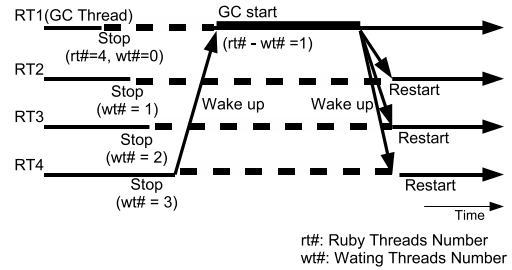 RT1(GC Thread)
GC start
Stop
(rt#=4, wt#=0)
(rt# - wt# =1)
RT2
Stop
(wt# = 1)
Wake up
Wake up
Restart
RT3
Stop
(wt# = 2)
Restart
RT4
Stop
(wt# = 3)
Restart
Time
rt#: Ruby Threads Number
wt#: Wating Threads Number